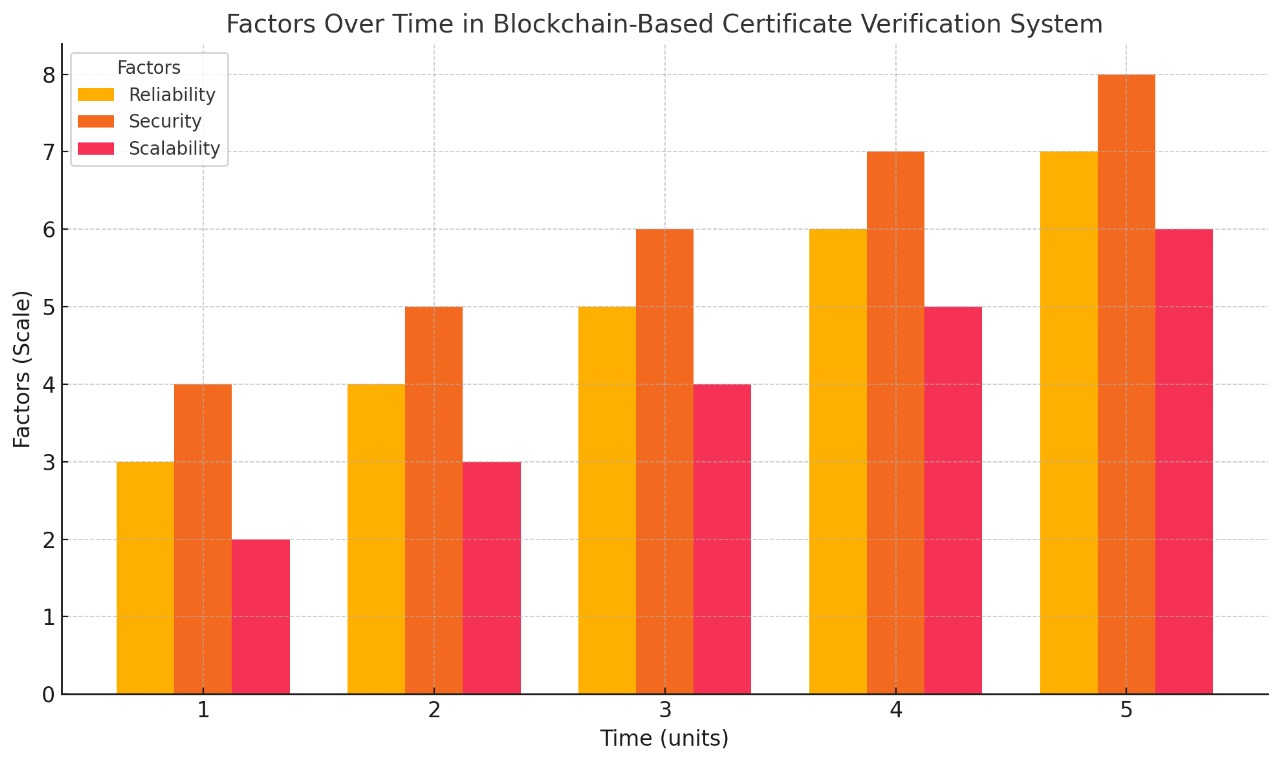 Factors Over Time in Blockchain-Based Certificate Verification System
Factors
Reliability
Security
Scalability
Factors (Scale)
8
7
6
5
4
3
2
1
0
1 2 3 4 5
Time (units)